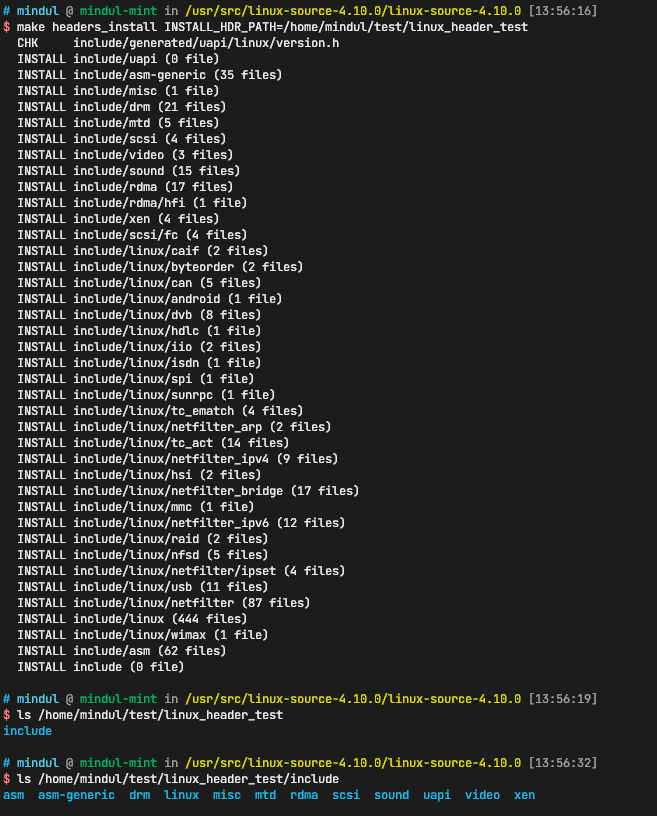 # mindul @ mindul-mint in /usr/src/linux-source-4.10.0/linux-source-4.10.0 [13:56:16]
$ make headers_install INSTALL_HDR_PATH=/home/mindul/test/linux_header_test
  CHK     include/generated/uapi/linux/version.h
  INSTALL include/uapi (0 file)
  INSTALL include/asm-generic (35 files)
  INSTALL include/misc (1 file)
  INSTALL include/drm (21 files)
  INSTALL include/mtd (5 files)
  INSTALL include/scsi (4 files)
  INSTALL include/video (3 files)
  INSTALL include/sound (15 files)
  INSTALL include/rdma (17 files)
  INSTALL include/rdma/hfi (1 file)
  INSTALL include/xen (4 files)
  INSTALL include/scsi/fc (4 files)
  INSTALL include/linux/caif (2 files)
  INSTALL include/linux/byteorder (2 files)
  INSTALL include/linux/can (5 files)
  INSTALL include/linux/android (1 file)
  INSTALL include/linux/dvb (8 files)
  INSTALL include/linux/hdlc (1 file)
  INSTALL include/linux/iio (2 files)
  INSTALL include/linux/isdn (1 file)
  INSTALL include/linux/spi (1 file)
  INSTALL include/linux/sunrpc (1 file)
  INSTALL include/linux/tc_ematch (4 files)
  INSTALL include/linux/netfilter_arp (2 files)
  INSTALL include/linux/tc_act (14 files)
  INSTALL include/linux/netfilter_ipv4 (9 files)
  INSTALL include/linux/hsi (2 files)
  INSTALL include/linux/netfilter_bridge (17 files)
  INSTALL include/linux/mmc (1 file)
  INSTALL include/linux/netfilter_ipv6 (12 files)
  INSTALL include/linux/raid (2 files)
  INSTALL include/linux/nfsd (5 files)
  INSTALL include/linux/netfilter/ipset (4 files)
  INSTALL include/linux/usb (11 files)
  INSTALL include/linux/netfilter (87 files)
  INSTALL include/linux (444 files)
  INSTALL include/linux/wimax (1 file)
  INSTALL include/asm (62 files)
  INSTALL include (0 file)
# mindul @ mindul-mint in /usr/src/linux-source-4.10.0/linux-source-4.10.0 [13:56:19]
$ ls /home/mindul/test/linux_header_test
include
# mindul @ mindul-mint in /usr/src/linux-source-4.10.0/linux-source-4.10.0 [13:56:32]
$ ls /home/mindul/test/linux_header_test/include
asm  asm-generic  drm  linux  misc  mtd  rdma  scsi  sound  uapi  video  xen